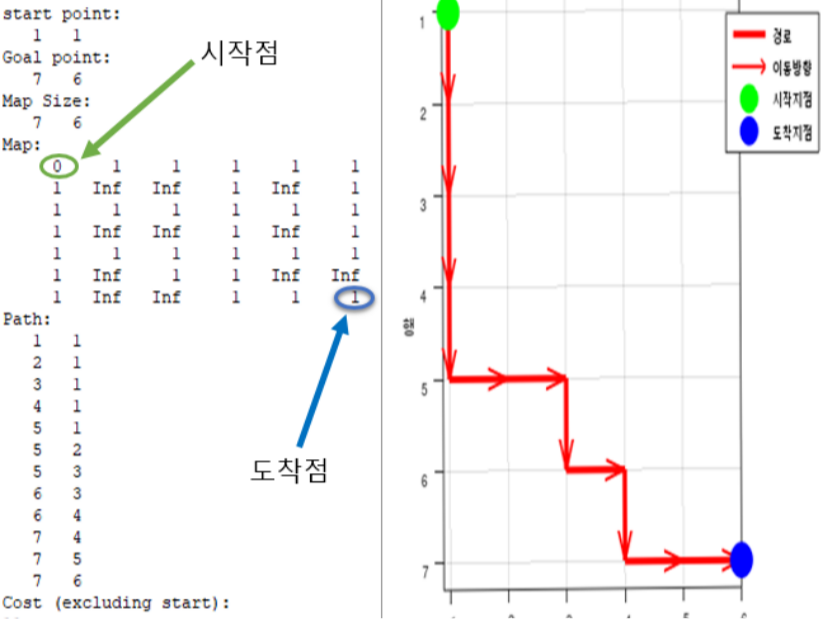 start point:
1 1
Goal point:
7 6
Map Size:
7 6
Map:
0 1 1 1 1 1
1 Inf Inf 1 Inf 1
1 1 1 1 1 1
1 Inf Inf 1 Inf 1
1 1 1 1 1 1
1 Inf 1 1 Inf Inf
1 Inf Inf 1 1 1
Path:
1 1
2 1
3 1
4 1
5 1
5 2
5 3
6 3
6 4
7 4
7 5
7 6
Cost (excluding start):
시작점
도착점
1
2
3
4
5
6
7
경로
이동방향
시작지점
도착지점